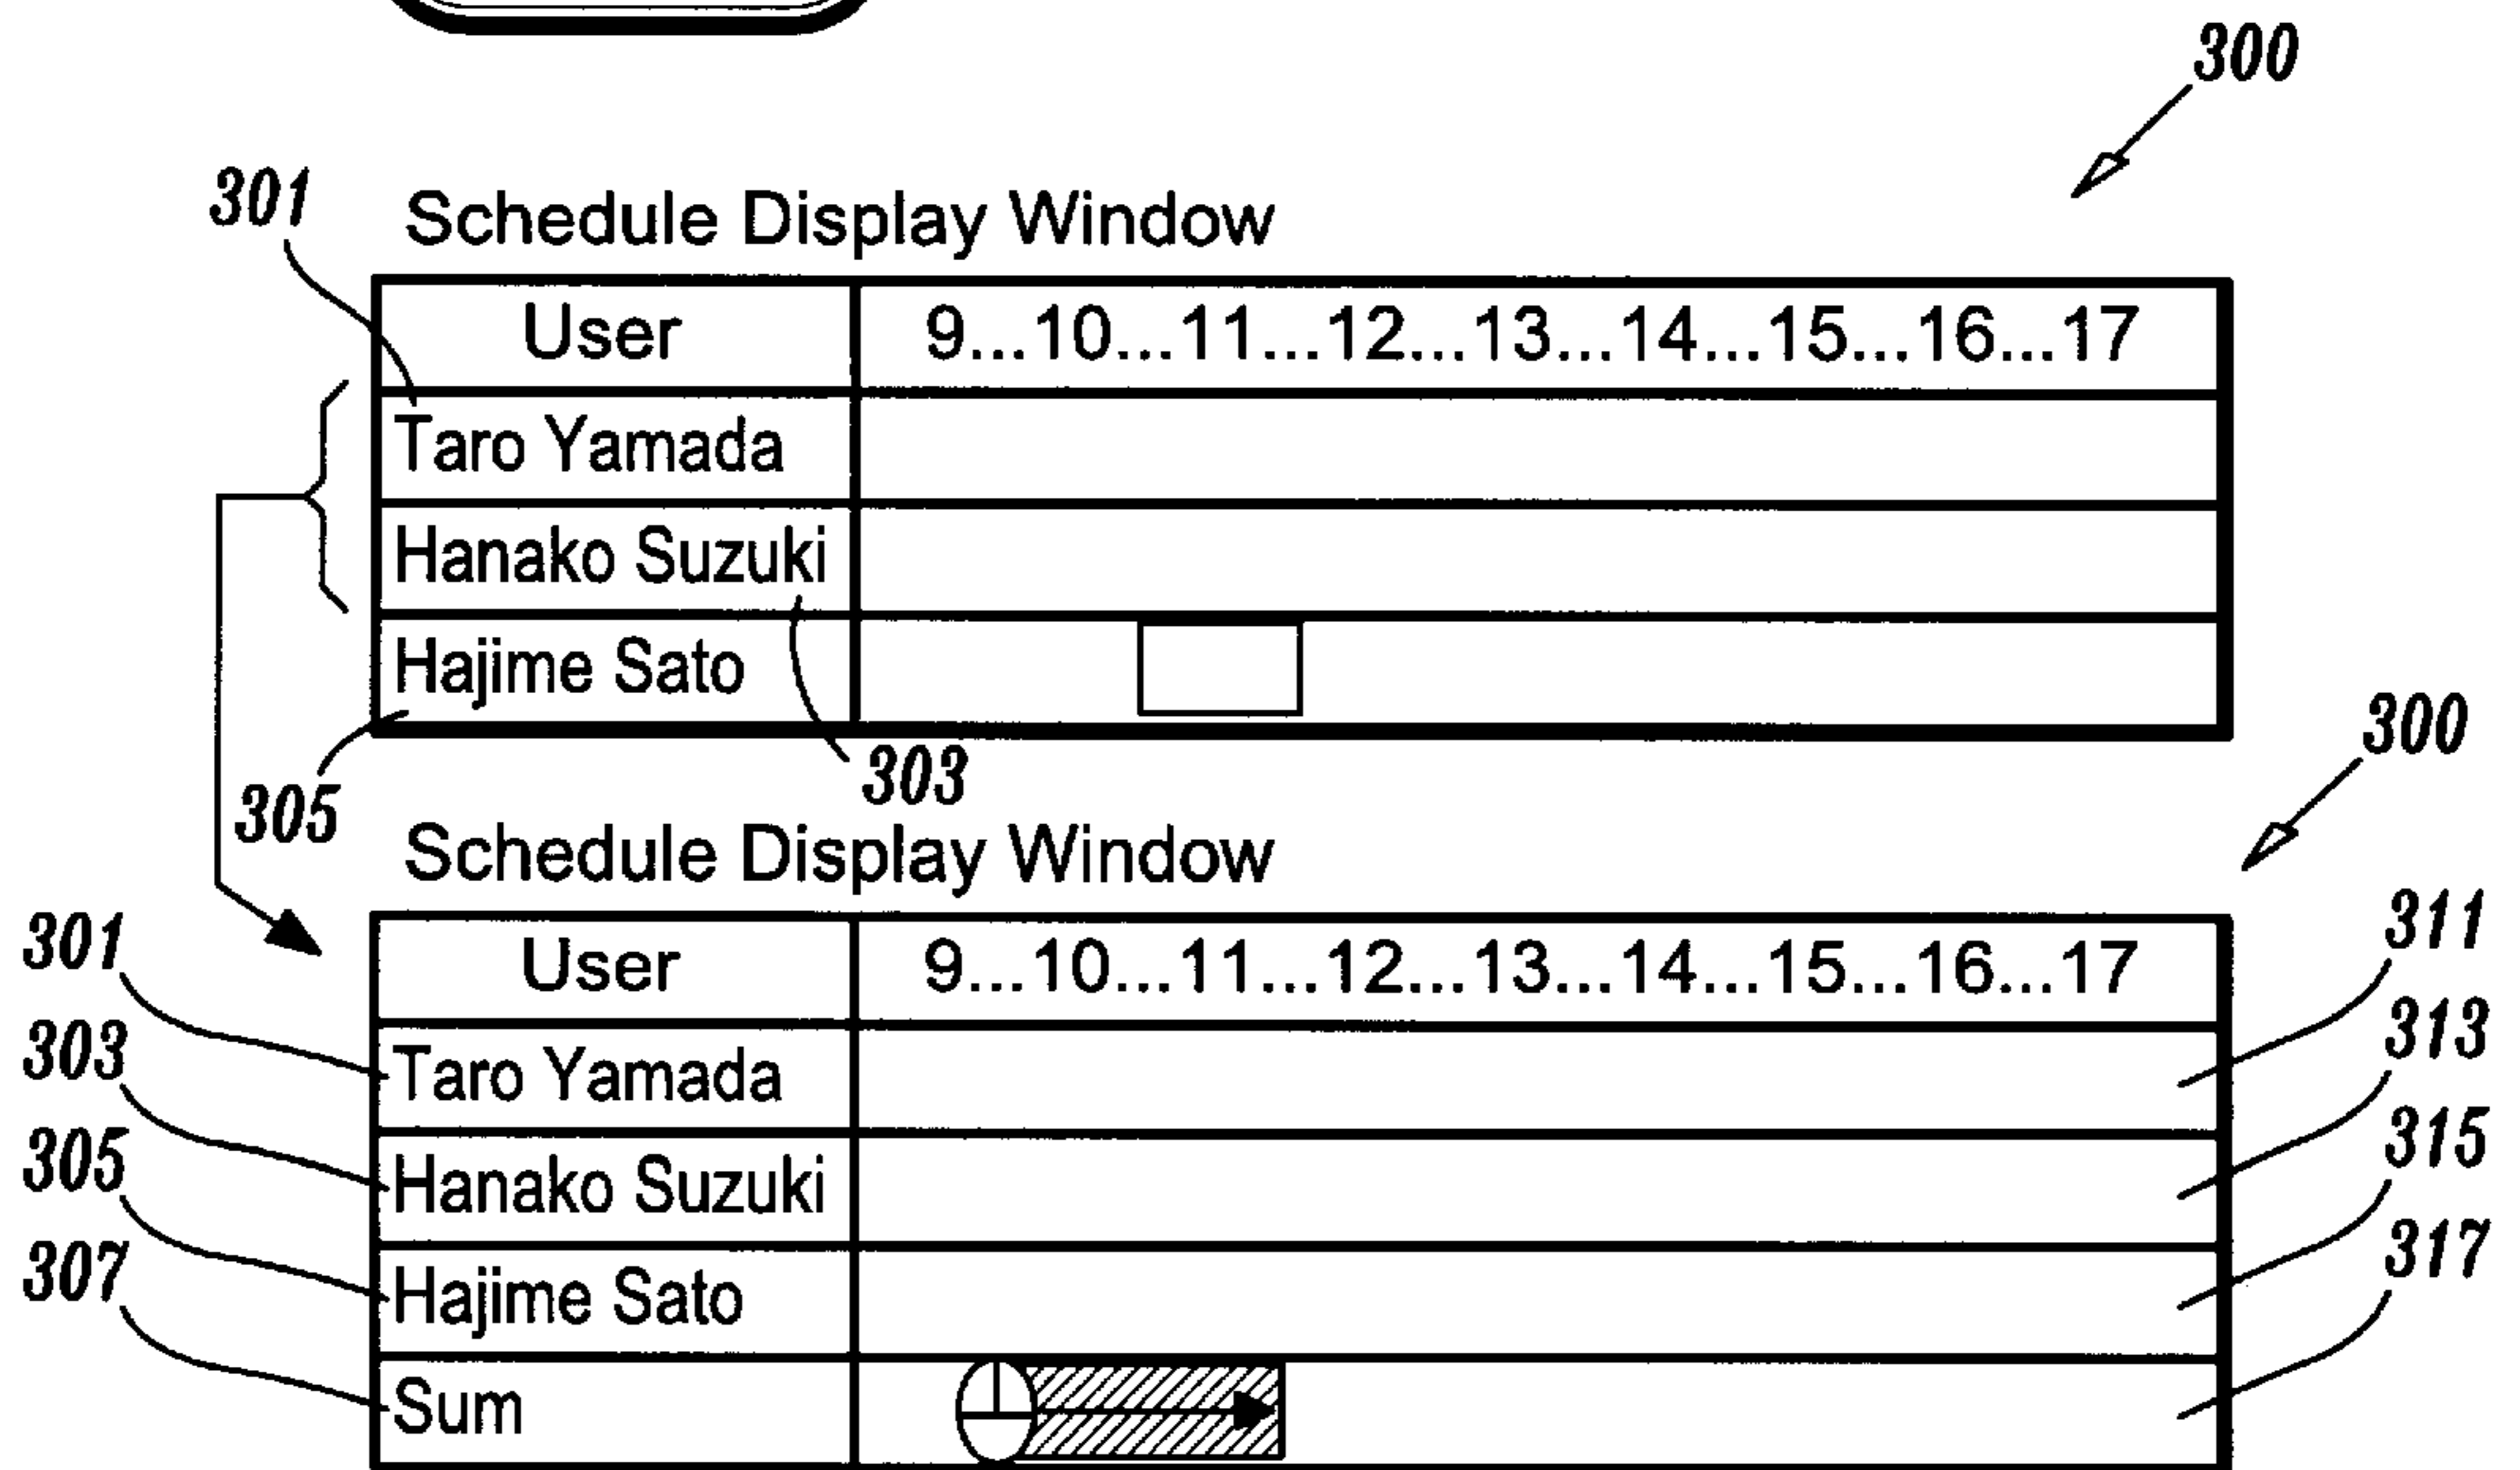 300
301
Schedule Display Window
User 9...10...11...12...13...14...15...16...17
Taro Yamada
Hanako Suzuki
Hajime Sato
300
303
305
Schedule Display Window
311
301
User 9...10...11...12...13...14...15...16...17
313
303
Taro Yamada
315
305
Hanako Suzuki
317
307
Hajime Sato
Sum